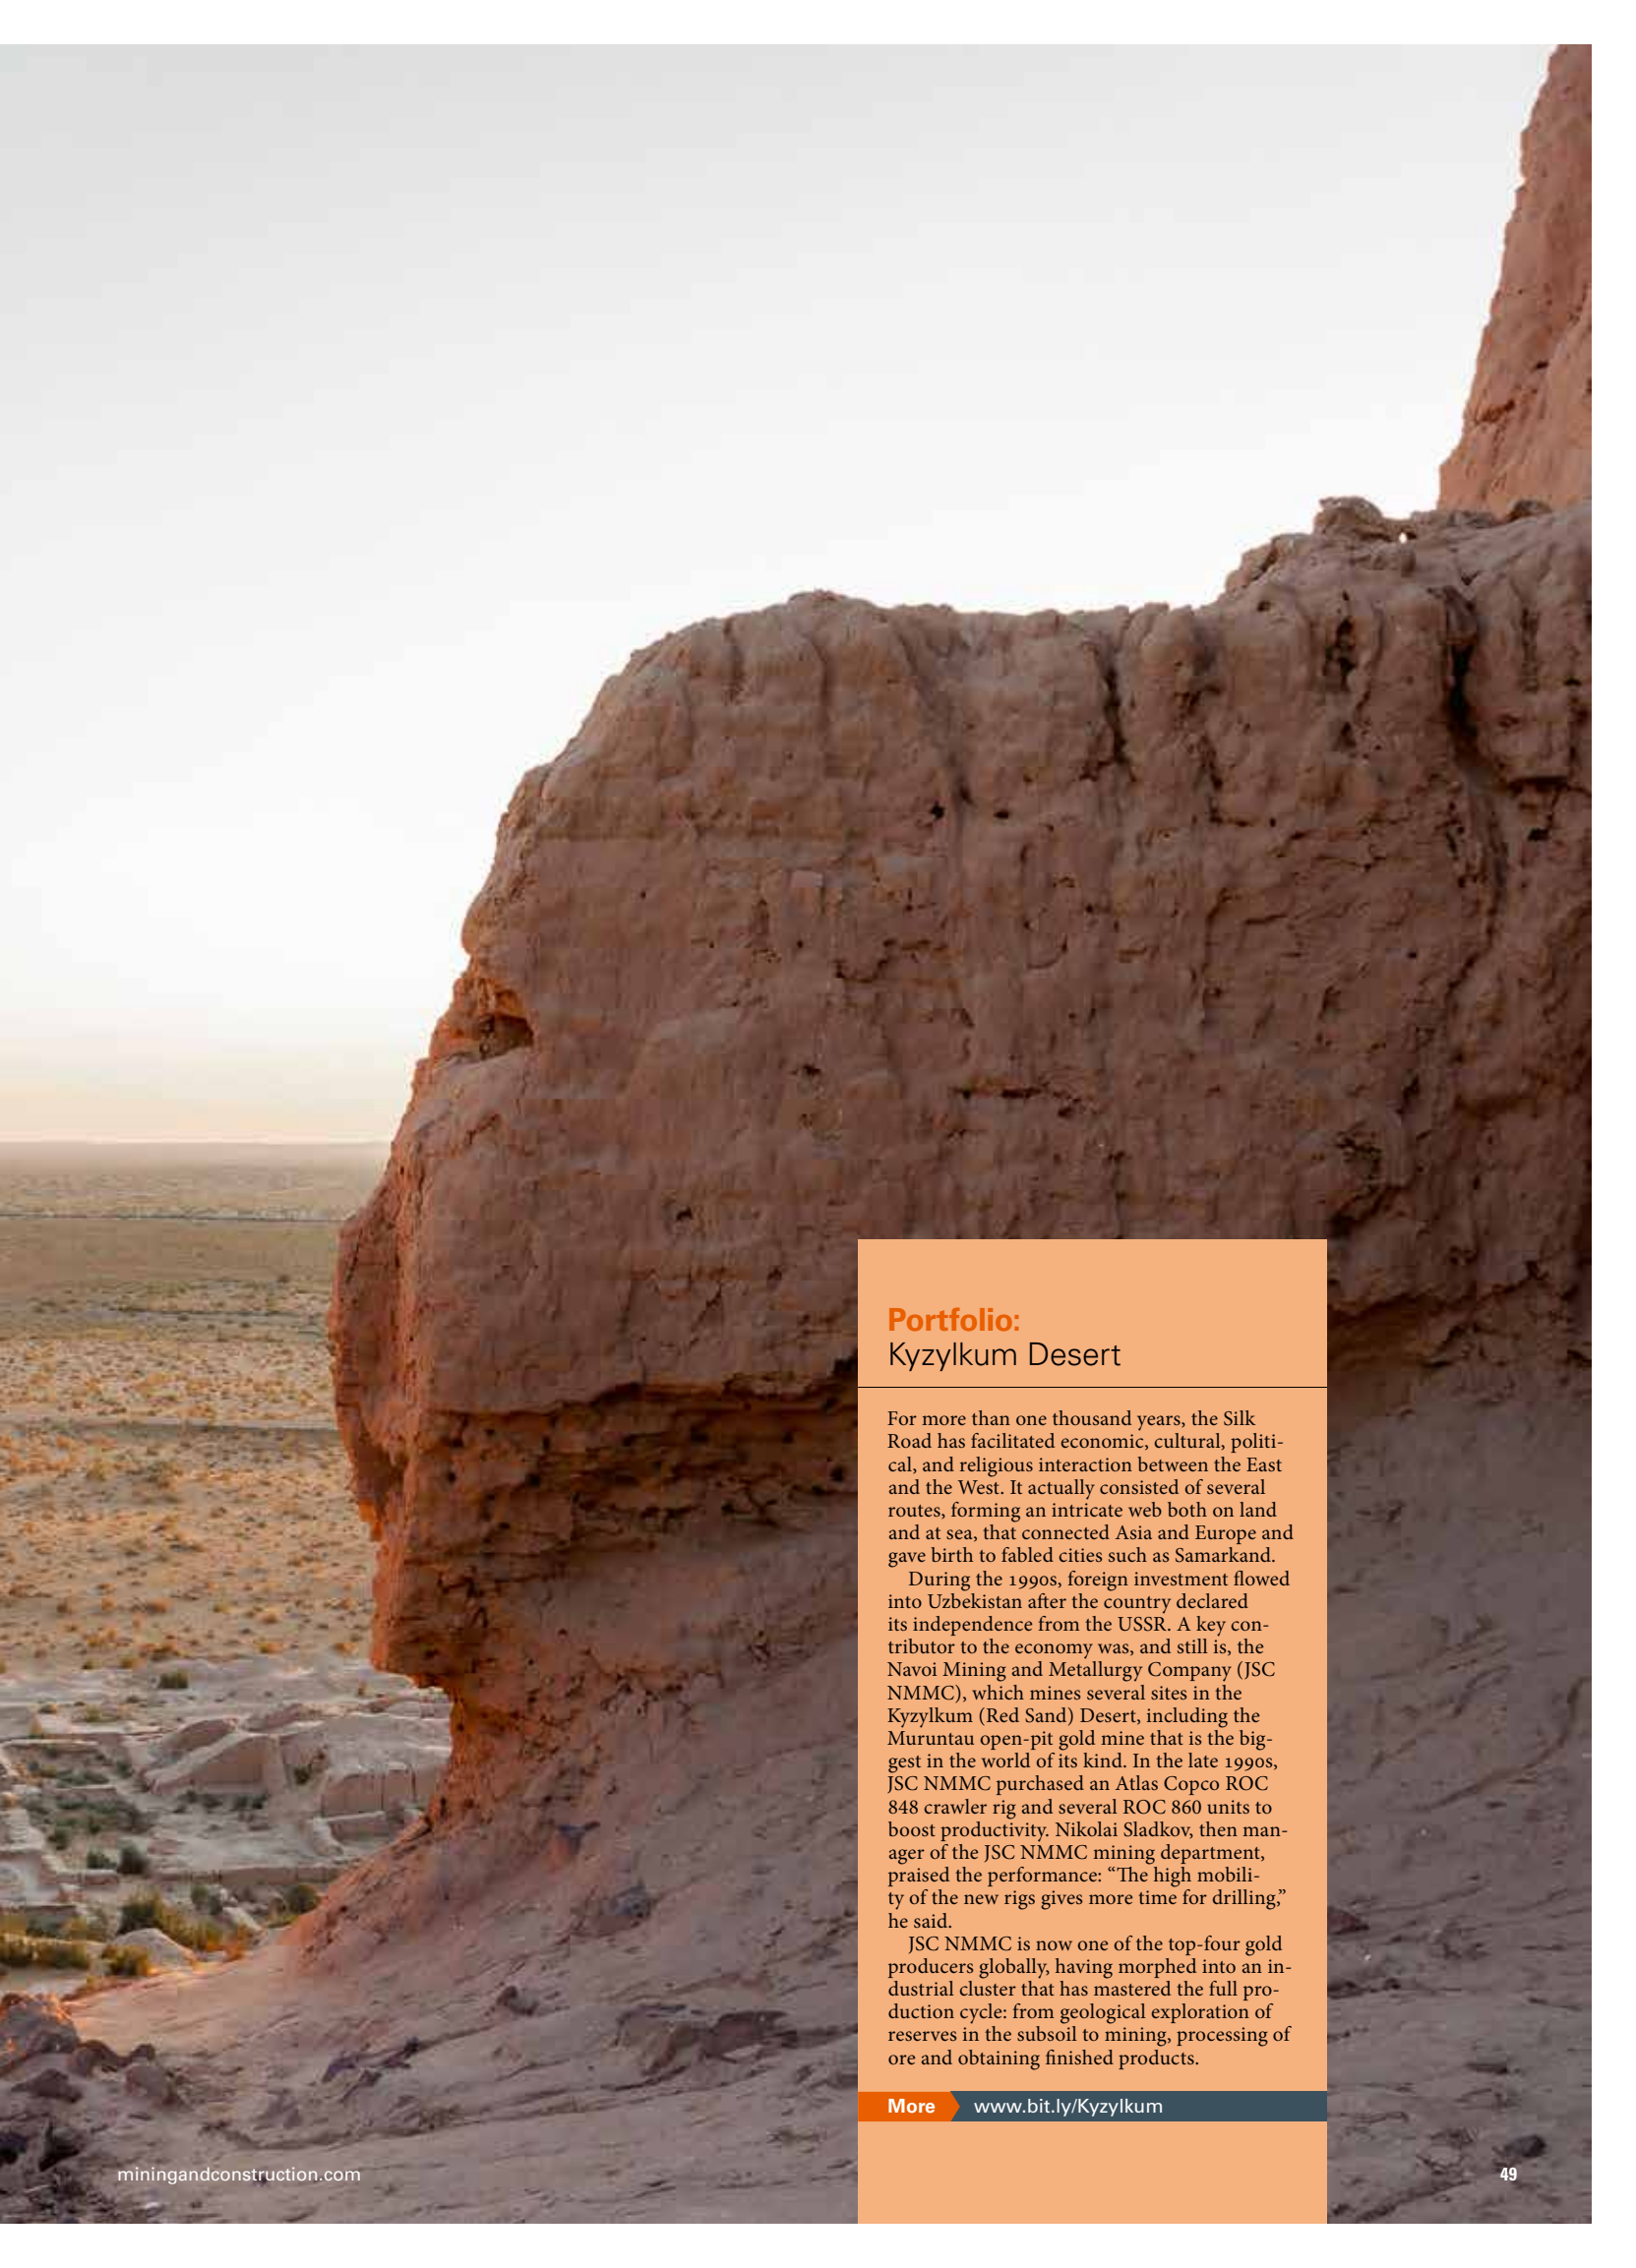 Portfolio:
Kyzylkum Desert
For more than one thousand years, the Silk
Road has facilitated economic, cultural, politi-
cal, and religious interaction between the East
and the West. It actually consisted of several
routes, forming an intricate web both on land
and at sea, that connected Asia and Europe and
gave birth to fabled cities such as Samarkand.
During the 1990s, foreign investment flowed
into Uzbekistan after the country declared
its independence from the USSR. A key con-
tributor to the economy was, and still is, the
Navoi Mining and Metallurgy Company (JSC
NMMC), which mines several sites in the
Kyzylkum (Red Sand) Desert, including the
Muruntau open-pit gold mine that is the big-
gest in the world of its kind. In the late 1990s,
JSC NMMC purchased an Atlas Copco ROC
848 crawler rig and several ROC 860 units to
boost productivity. Nikolai Sladkov, then man-
ager of the JSC NMMC mining department,
praised the performance: “The high mobili-
ty of the new rigs gives more time for drilling,”
he said.
JSC NMMC is now one of the top-four gold
producers globally, having morphed into an in-
dustrial cluster that has mastered the full pro-
duction cycle: from geological exploration of
reserves in the subsoil to mining, processing of
ore and obtaining finished products.
More www.bit.ly/Kyzylkum
miningandconstruction.com
49